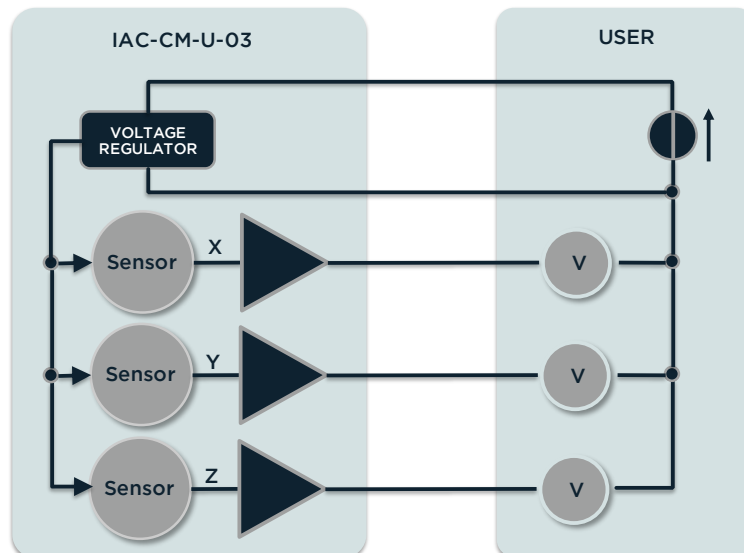 IAC-CM-U-03
USER
VOLTAGE
REGULATOR
X
Sensor
V
Y
Sensor
V
Z
Sensor
V